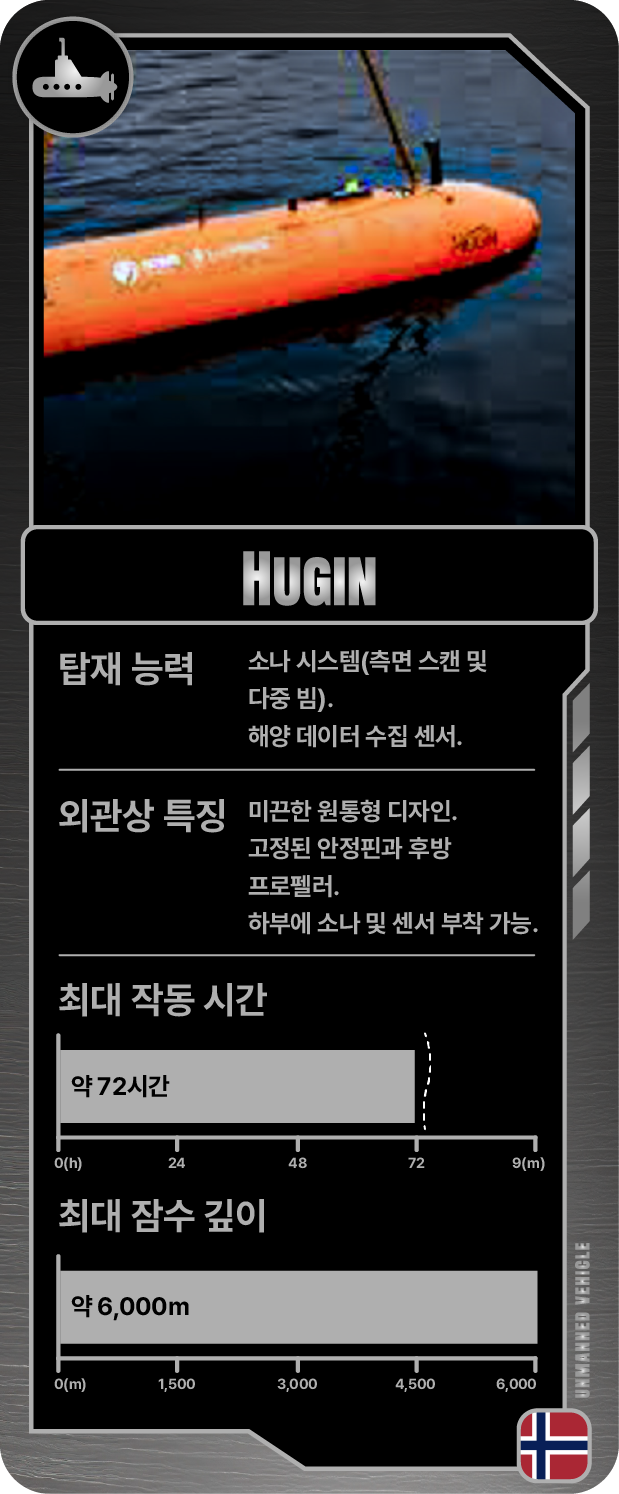 HUGIN
탑재 능력
소나 시스템(측면 스캔 및
다중 빔).
해양 데이터 수집 센서.
외관상 특징
미끈한 원통형 디자인.
고정된 안정핀과 후방
프로펠러.
하부에 소나 및 센서 부착 가능.
최대 작동 시간
약 72시간
0(h) 24 48 72 9(m)
최대 잠수 깊이
약 6,000m
0(m) 1,500 3,000 4,500 6,000
UNMANNED VEHICLE